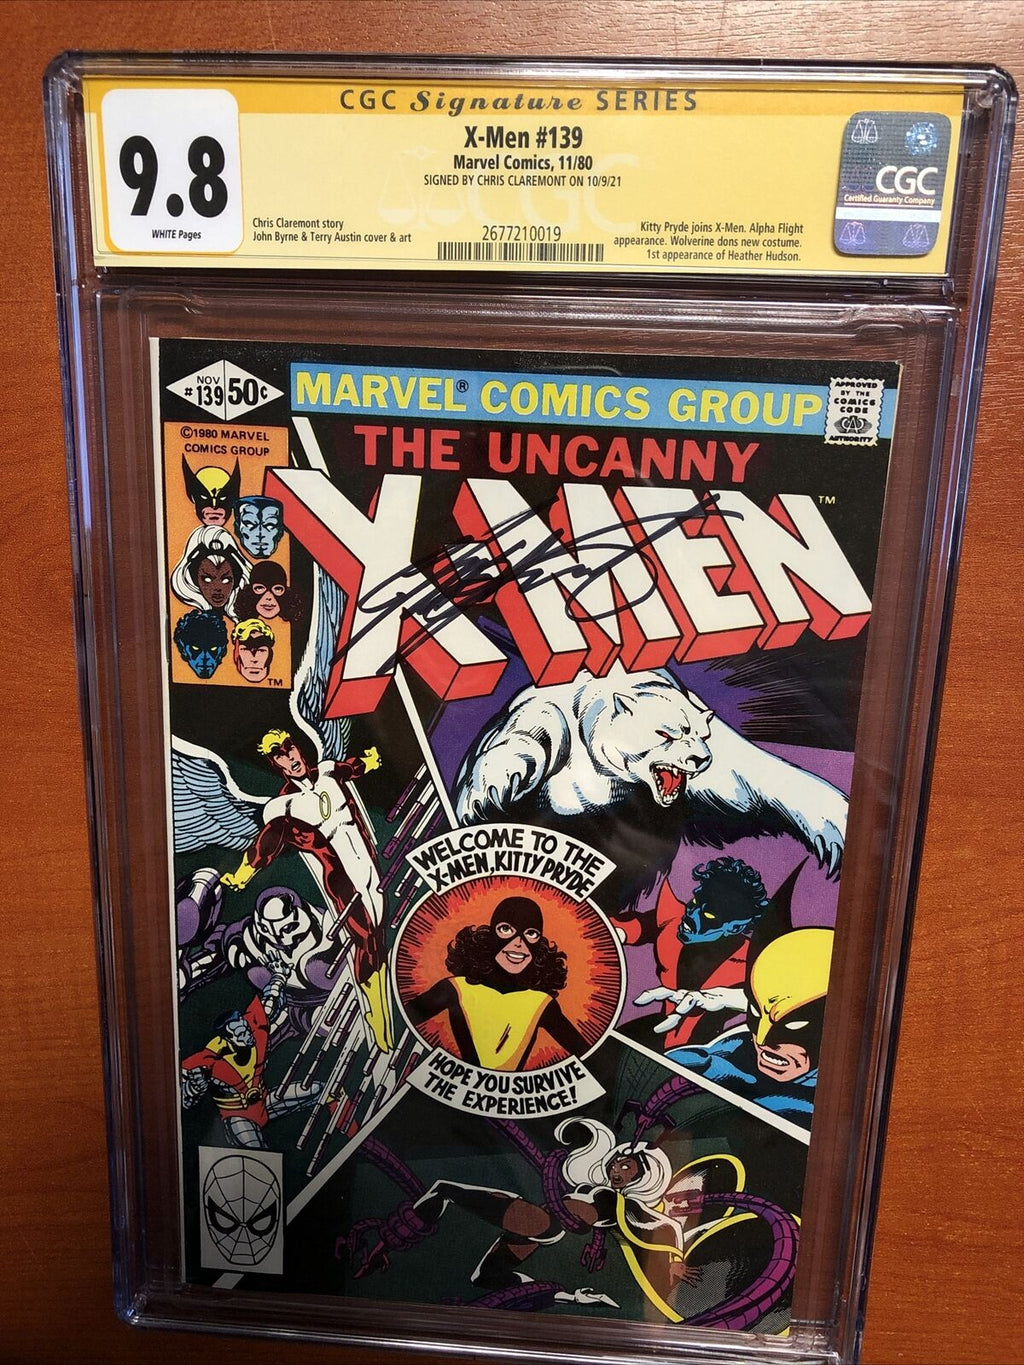 CGC Signature SERIES
9.8
WHITE Pages
X-Men #139
Marvel Comics, 11/80
SIGNED BY CHRIS CLAREMONT ON 10/9/21
Chris Claremont story
John Byrne & Terry Austin cover & art
2677210019
Kitty Pryde joins X-Men. Alpha Flight
appearance. Wolverine dons new costume.
1st appearance of Heather Hudson.
CGC
Certified Guaranty Company
NOV
#139
50¢
MARVEL® COMICS GROUP
APPROVED
BY THE
COMICS
CODE
CA
AUTHORITY
©1980 MARVEL
COMICS GROUP
TM
THE UNCANNY
X-MEN™
WELCOME TO THE
X-MEN, KITTY PRYDE
HOPE YOU SURVIVE
THE EXPERIENCE!